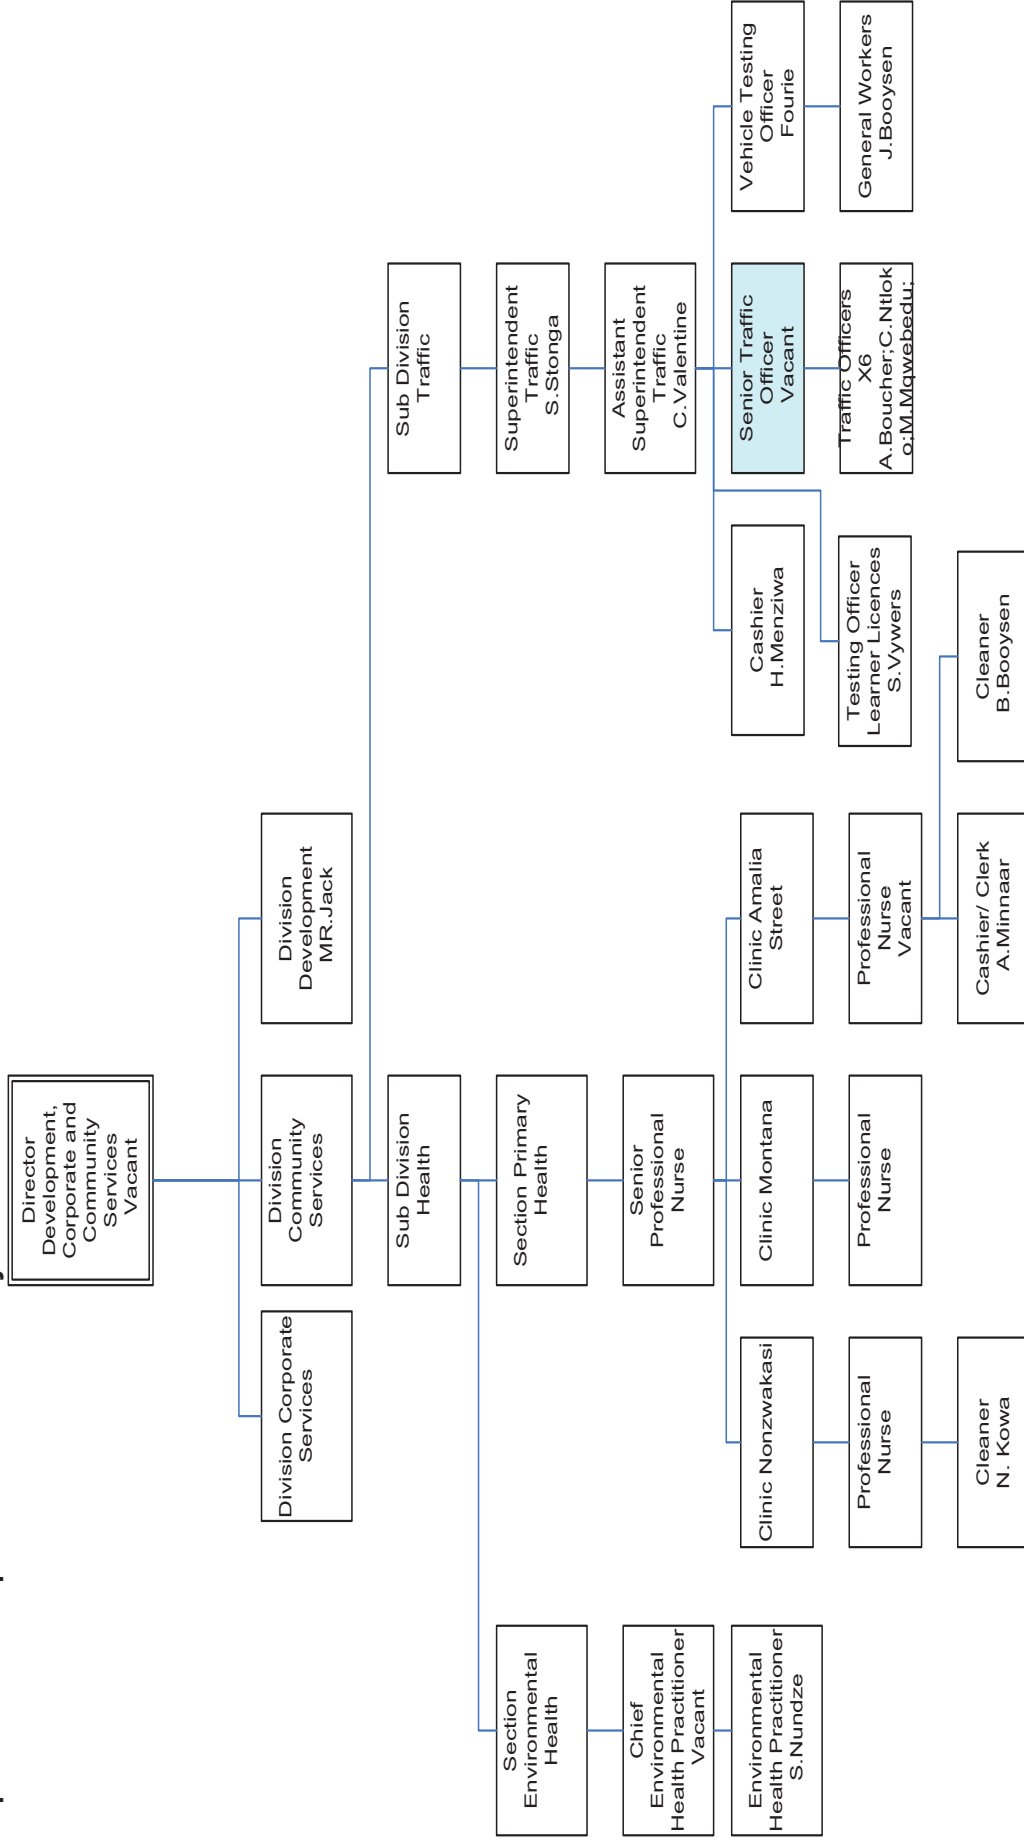 Director
Development,
Corporate and
Community
Services
Vacant
Division Corporate
Services
Division
Community
Services
Division
Development
MR.Jack
Sub Division
Health
Sub Division
Traffic
Section
Environmental
Health
Section Primary
Health
Superintendent
Traffic
S.Stonga
Chief
Environmental
Health Practitioner
Vacant
Senior
Professional
Nurse
Assistant
Superintendent
Traffic
C.Valentine
Environmental
Health Practitioner
S.Nundze
Clinic Nonzwakasi
Clinic Montana
Clinic Amalia
Street
Cashier
H.Menziwa
Senior Traffic
Officer
Vacant
Vehicle Testing
Officer
Fourie
Professional
Nurse
Professional
Nurse
Professional
Nurse
Vacant
Testing Officer
Learner Licences
S.Vywers
Traffic Officers
X6
A.Boucher;C.Ntlok
o;M.Mqwebedu;
General Workers
J.Booysen
Cleaner
N. Kowa
Cashier/ Clerk
A.Minnaar
Cleaner
B.Booysen